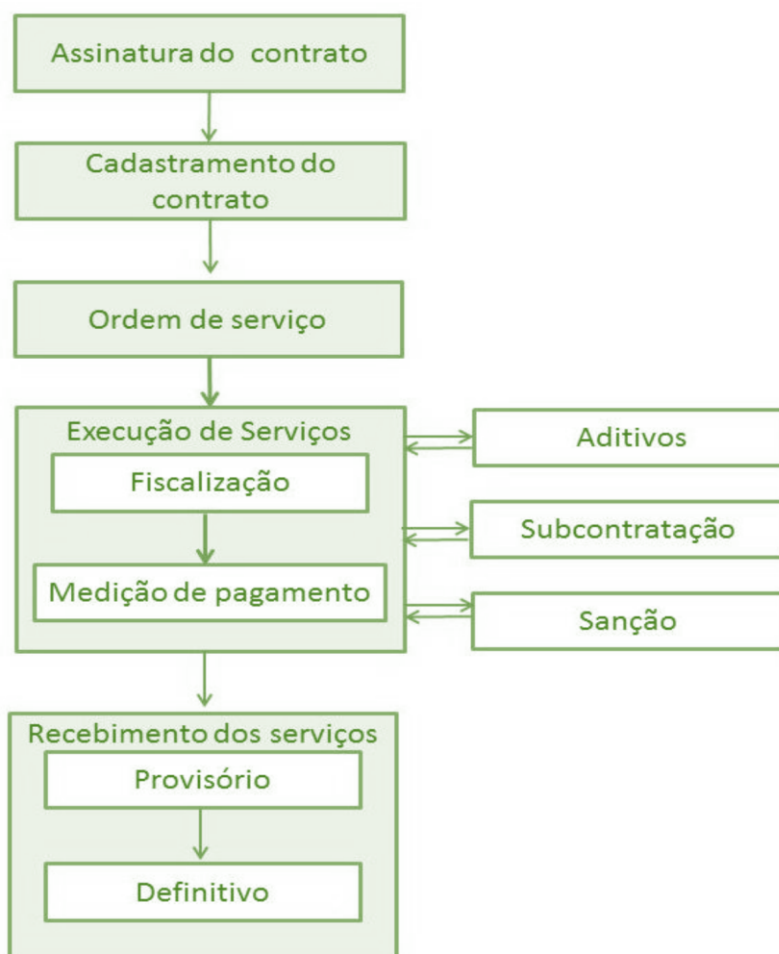 Assinatura do contrato
Cadastramento do
contrato
Ordem de serviço
Execução de Serviços
Fiscalização
Medição de pagamento
Aditivos
Subcontratação
Sanção
Recebimento dos serviços
Provisório
Definitivo